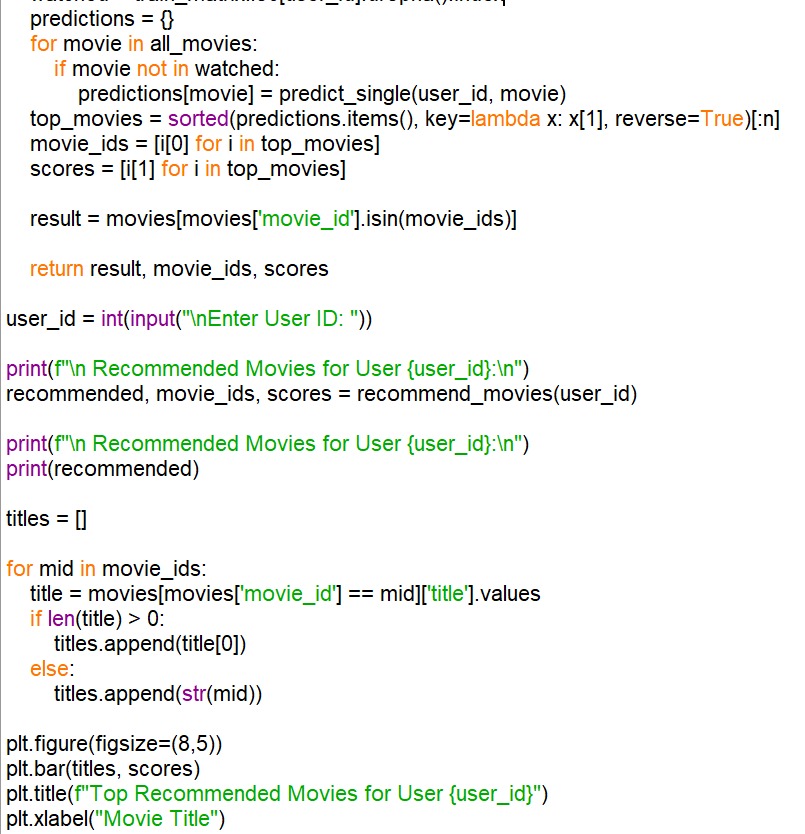 predictions = {}
for movie in all_movies:
if movie not in watched:
predictions[movie] = predict_single(user_id, movie)
top_movies = sorted(predictions.items(), key=lambda x: x[1], reverse=True)[:n]
movie_ids = [i[0] for i in top_movies]
scores = [i[1] for i in top_movies]
result = movies[movies['movie_id'].isin(movie_ids)]
return result, movie_ids, scores
user_id = int(input("\nEnter User ID: "))
print(f"\n Recommended Movies for User {user_id}:\n")
recommended, movie_ids, scores = recommend_movies(user_id)
print(f"\n Recommended Movies for User {user_id}:\n")
print(recommended)
titles = []
for mid in movie_ids:
title = movies[movies['movie_id'] == mid]['title'].values
if len(title) > 0:
titles.append(title[0])
else:
titles.append(str(mid))
plt.figure(figsize=(8,5))
plt.bar(titles, scores)
plt.title(f"Top Recommended Movies for User {user_id}")
plt.xlabel("Movie Title")